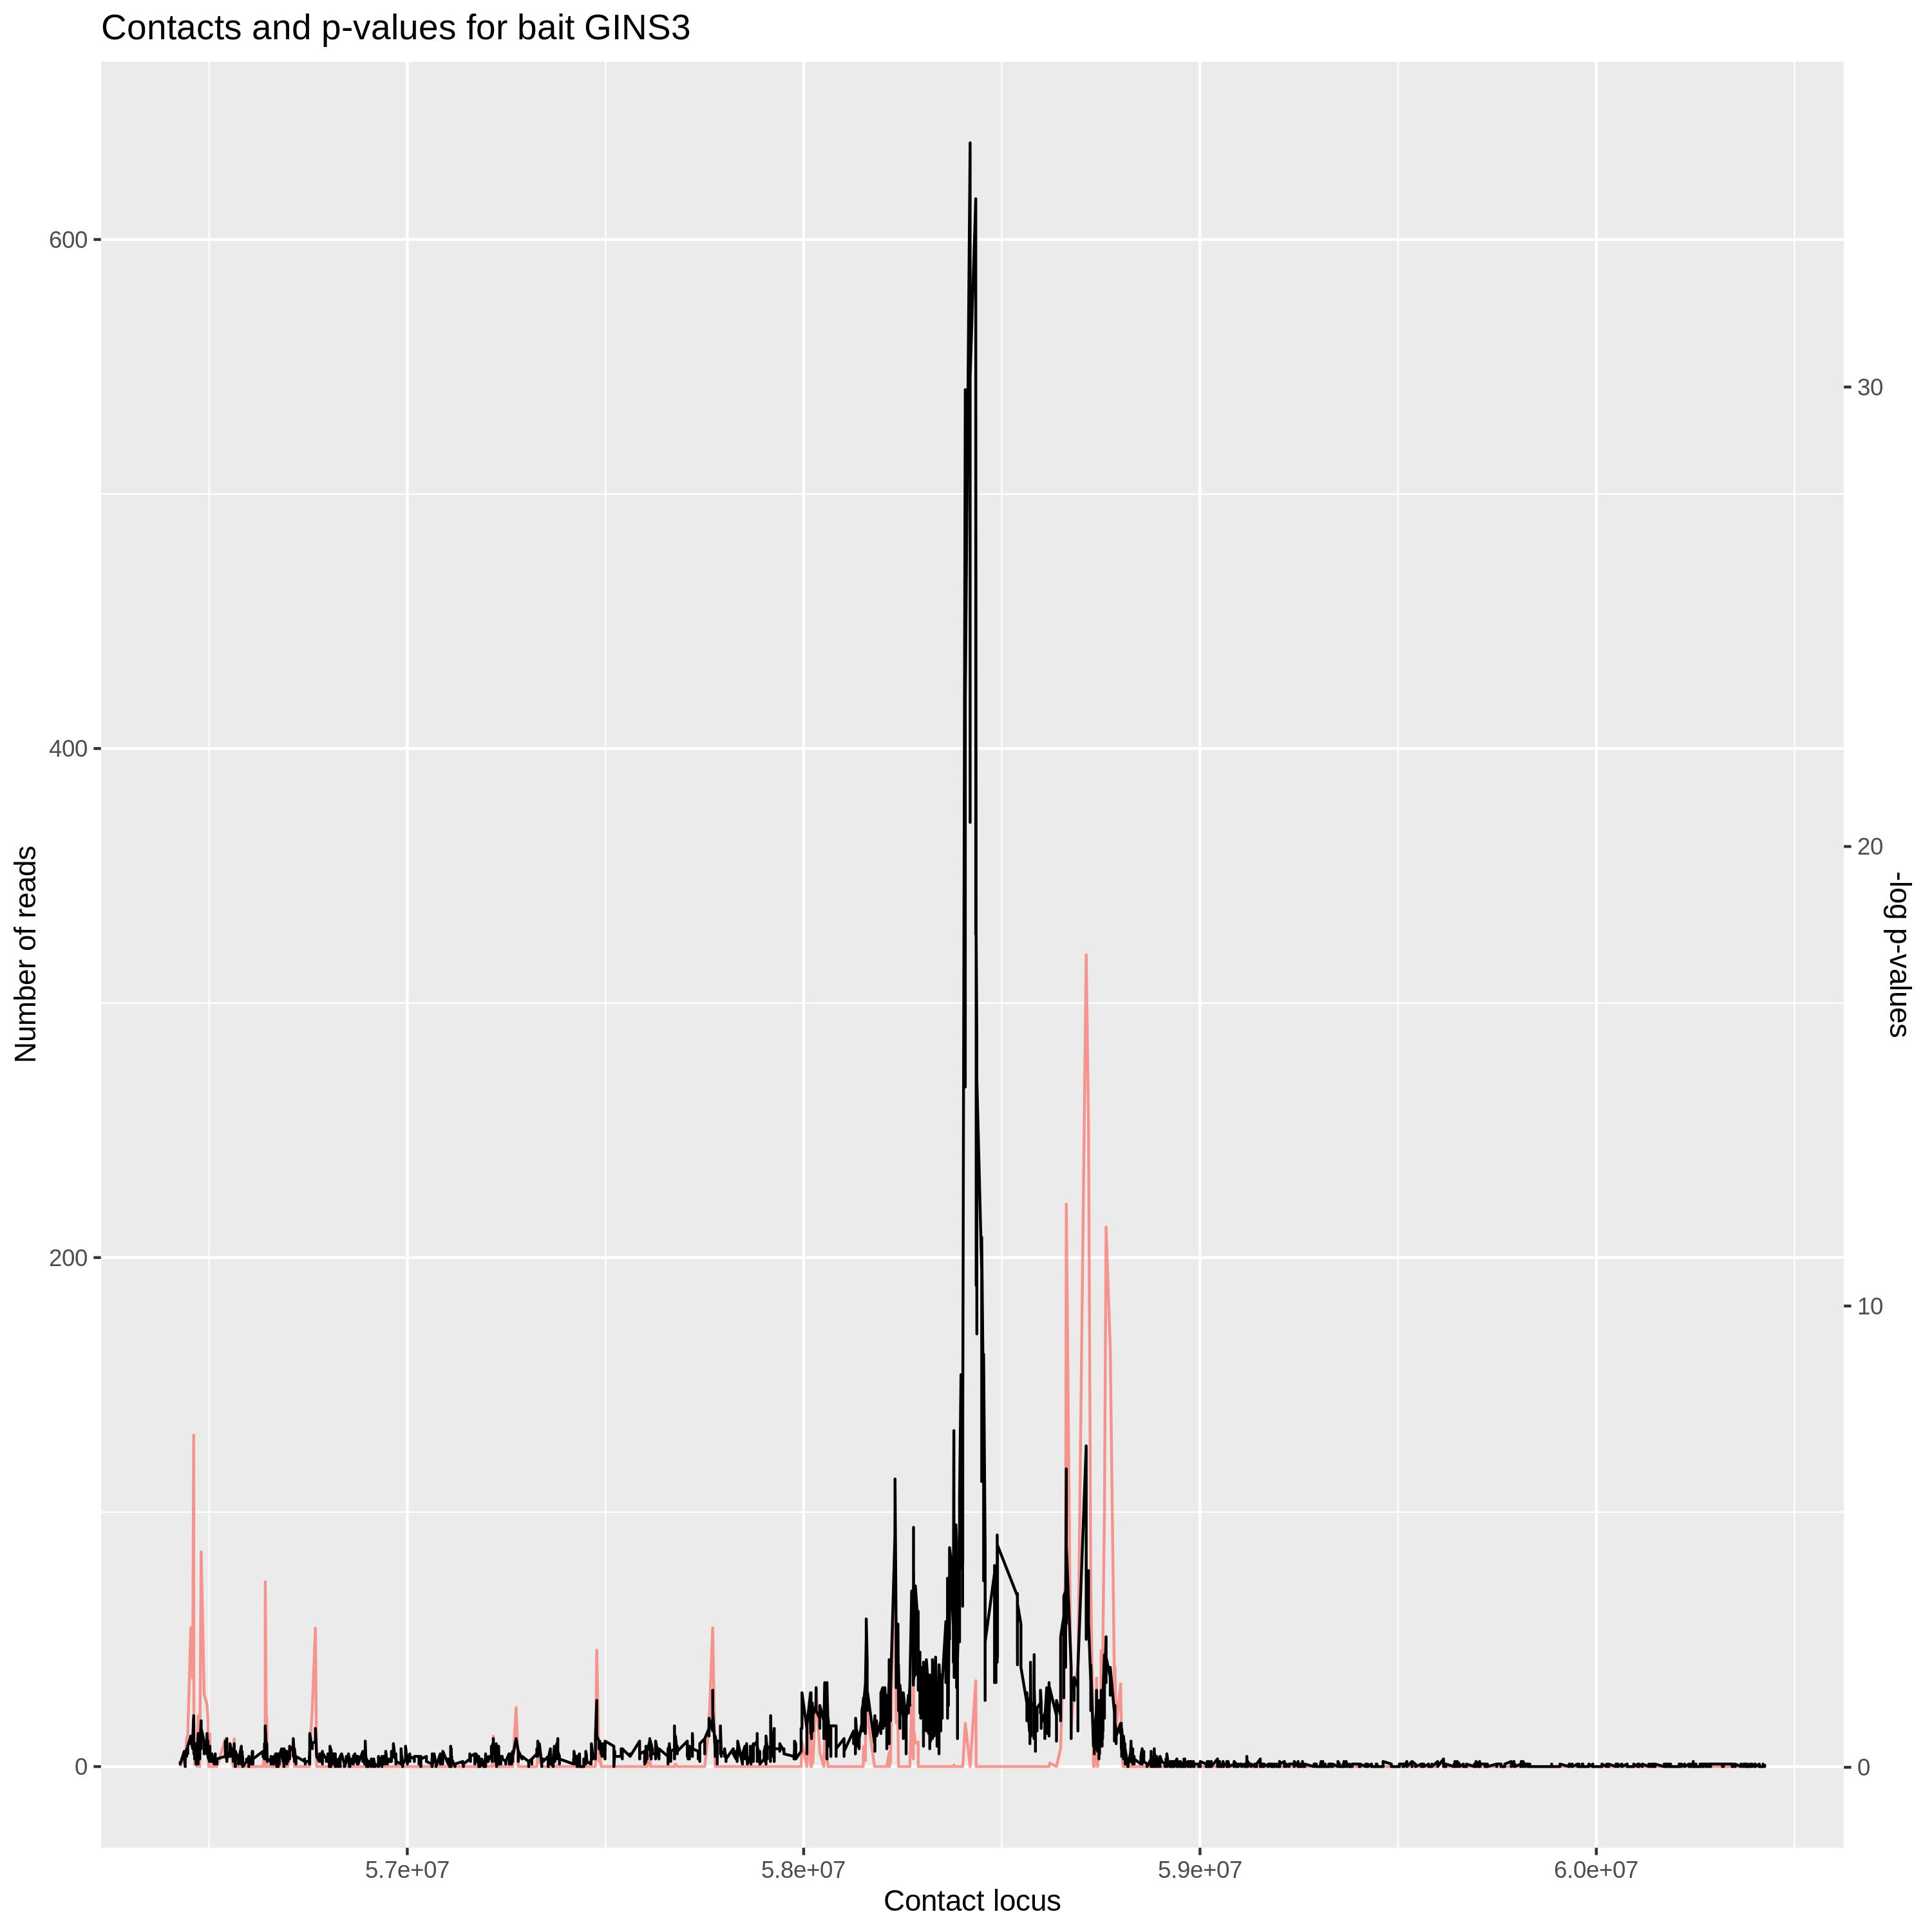 Contacts and p-values for bait GINS3
600
400
200
0
Number of reads
30
20
10
0
-log p-values
5.7e+07
5.8e+07
5.9e+07
6.0e+07
Contact locus